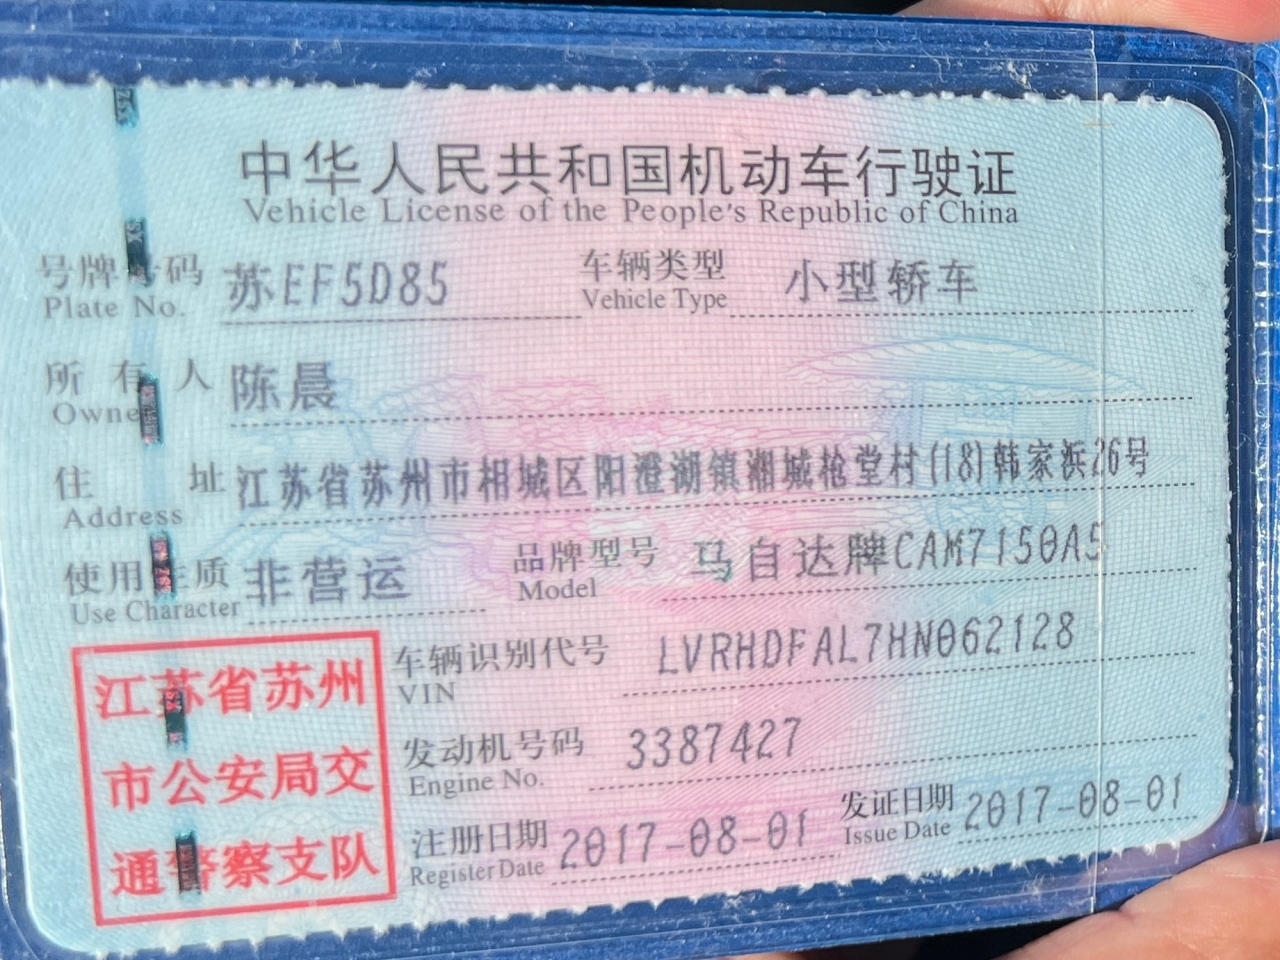 中华人民共和国机动车行驶证
Vehicle License of the People's Republic of China
号牌号码 苏EF5D85 车辆类型 小型轿车
Plate No. Vehicle Type
所有人 陈晨
Owner
住址 江苏省苏州市相城区阳澄湖镇湘城枪堂村(18)韩家浜26号
Address
使用性质 非营运 品牌型号 马自达牌CAM7150A5
Use Character Model
车辆识别代号 LVRHDFAL7HN062128
VIN
发动机号码 3387427
Engine No.
注册日期 2017-08-01 发证日期 2017-08-01
Register Date Issue Date
江苏省苏州
市公安局交
通警察支队